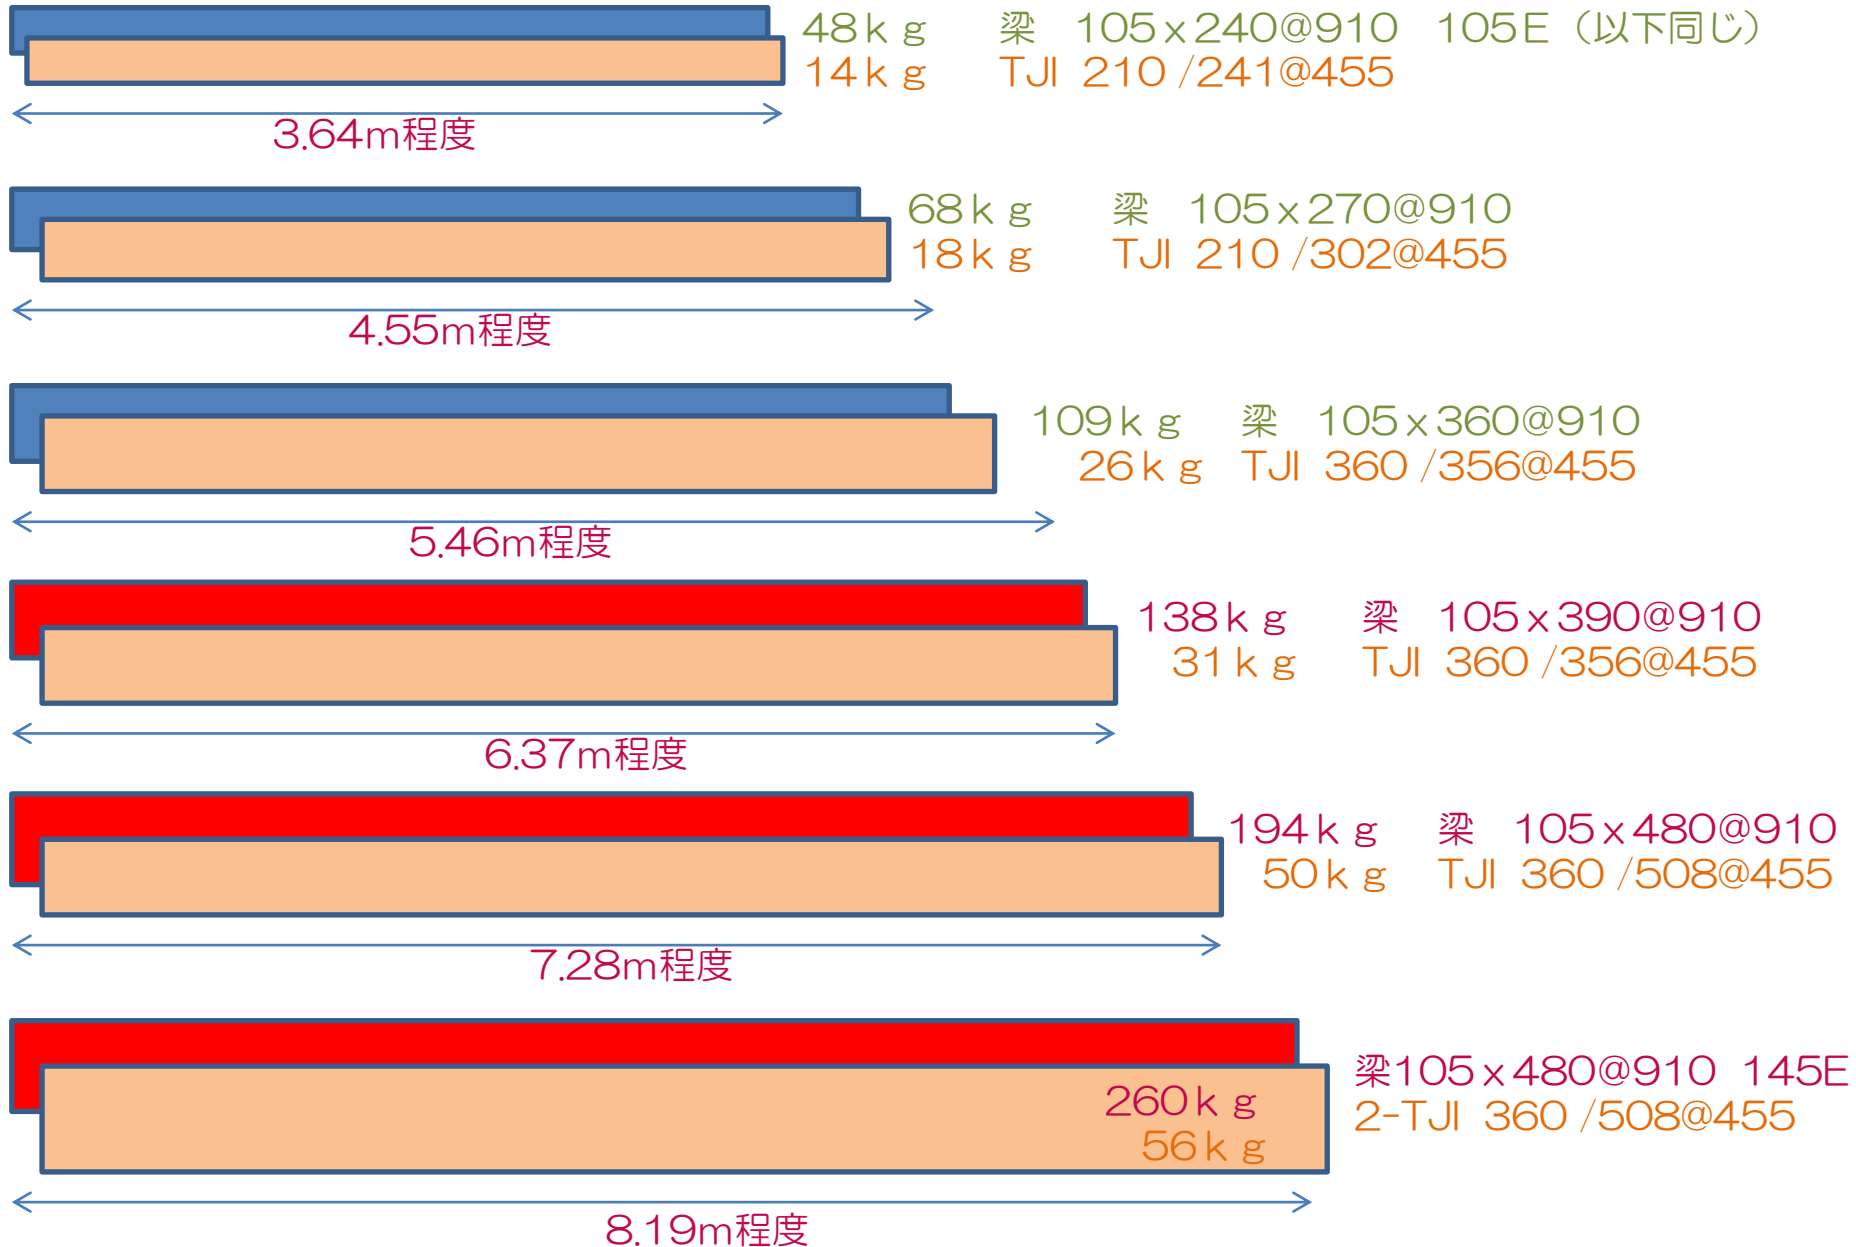 48kg 梁 105x240@910 105E（以下同じ）
14kg TJI 210 /241@455
3.64m程度
68kg 梁 105x270@910
18kg TJI 210 /302@455
4.55m程度
109kg 梁 105x360@910
26kg TJI 360 /356@455
5.46m程度
138kg 梁 105x390@910
31kg TJI 360 /356@455
6.37m程度
194kg 梁 105x480@910
50kg TJI 360 /508@455
7.28m程度
梁105x480@910 145E
260kg
2-TJI 360 /508@455
56kg
8.19m程度